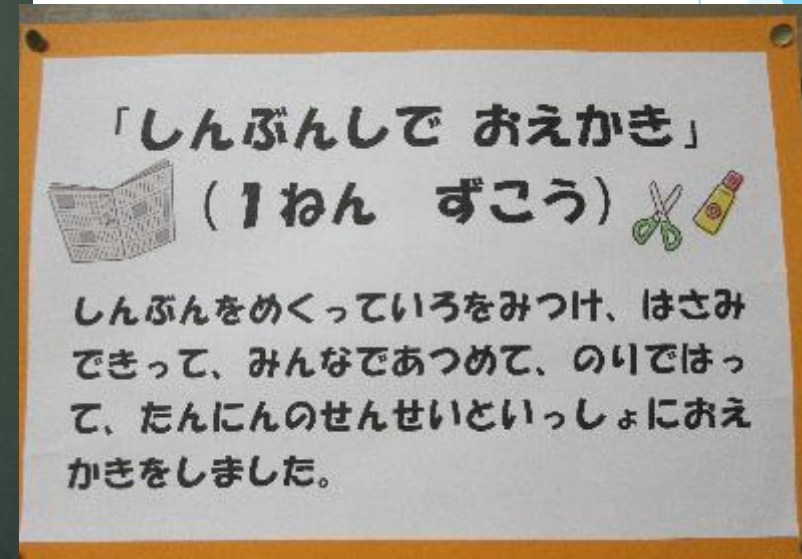 「しんぶんしで おえかき」
(1ねん　ずこう)
しんぶんをめくっていろをみつけ、はさみ
できって、みんなであつめて、のりではっ
て、たんにんのせんせいといっしょにおえ
かきをしました。